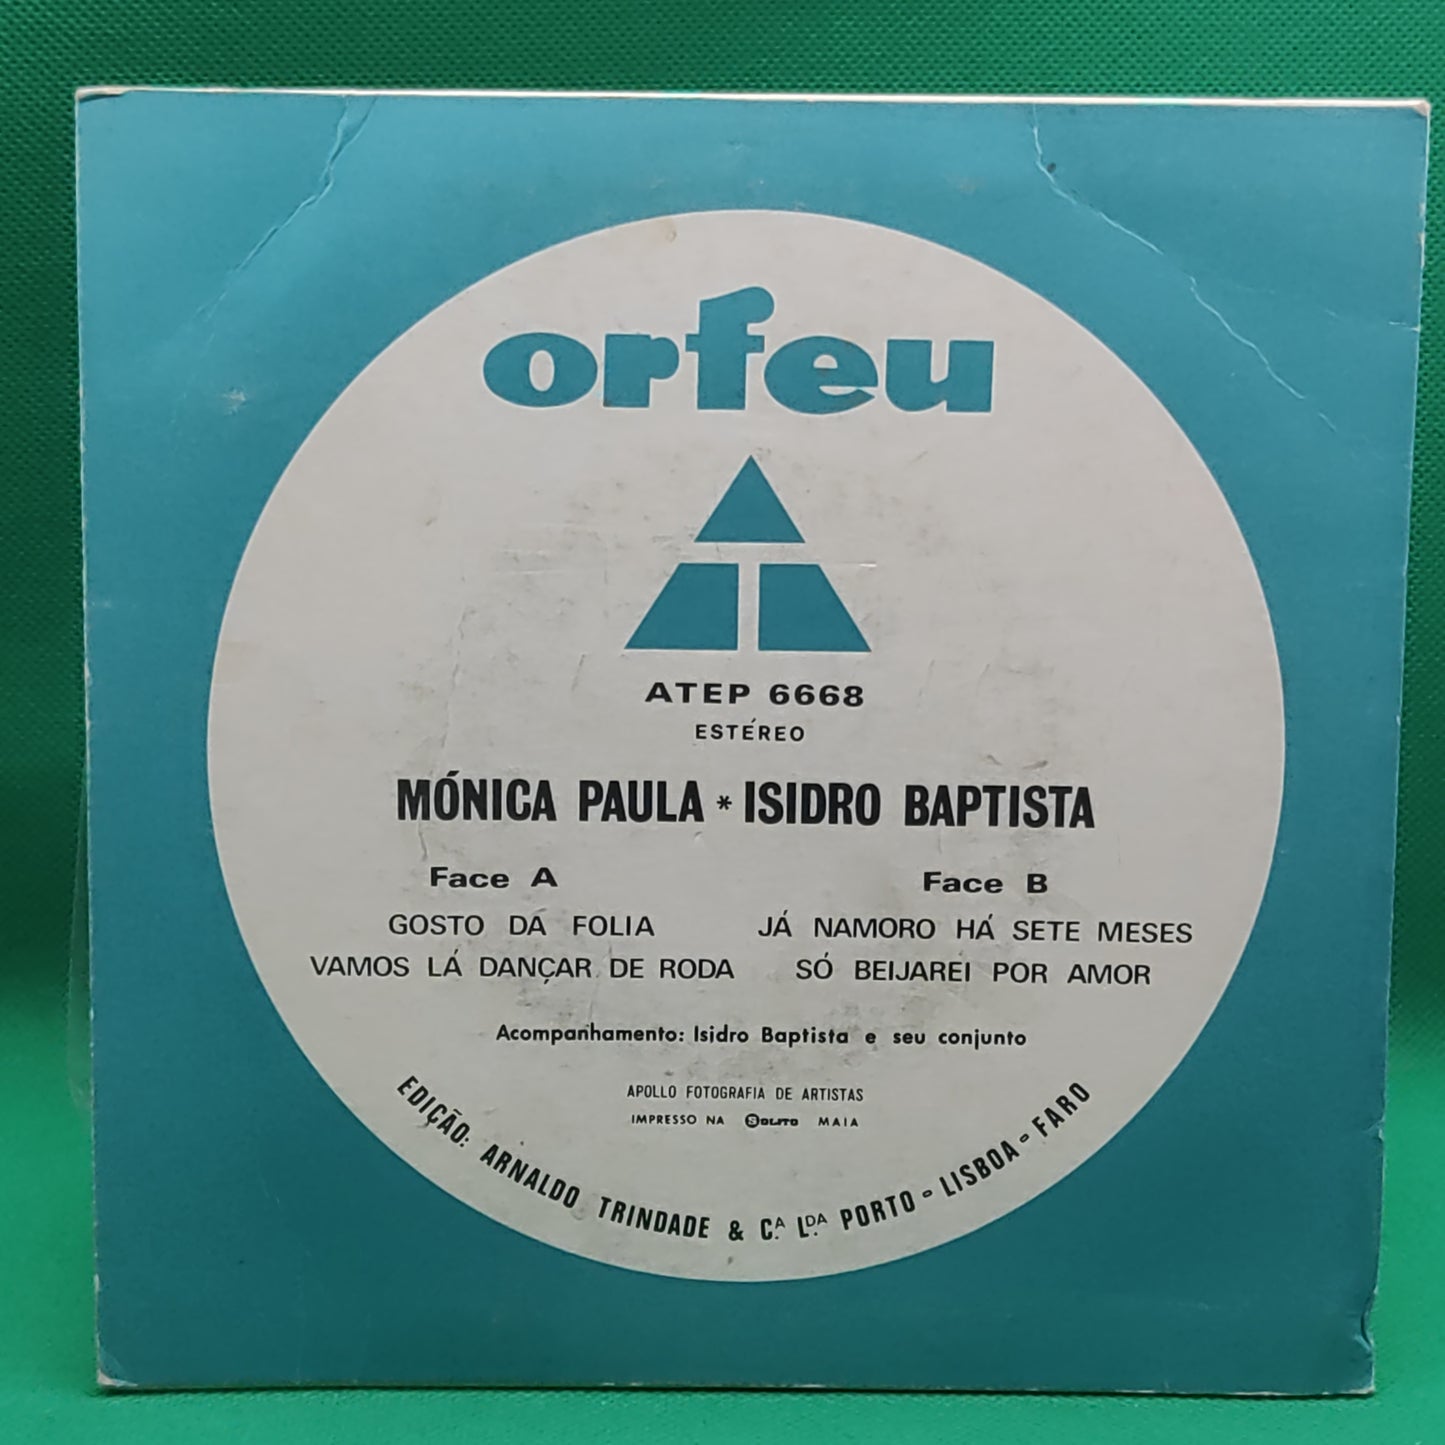 orfeu
ATEP 6668
ESTÉREO
MÓNICA PAULA * ISIDRO BAPTISTA
Face A
GOSTO DA FOLIA
VAMOS LÁ DANÇAR DE RODA
Face B
JÁ NAMORO HÁ SETE MESES
SÓ BEIJAREI POR AMOR
Acompanhamento: Isidro Baptista e seu conjunto
APOLLO FOTOGRAFIA DE ARTISTAS
IMPRESSO NA SOLITO MAIA
EDIÇÃO: ARNALDO TRINDADE & C.A L.DA PORTO - LISBOA - FARO